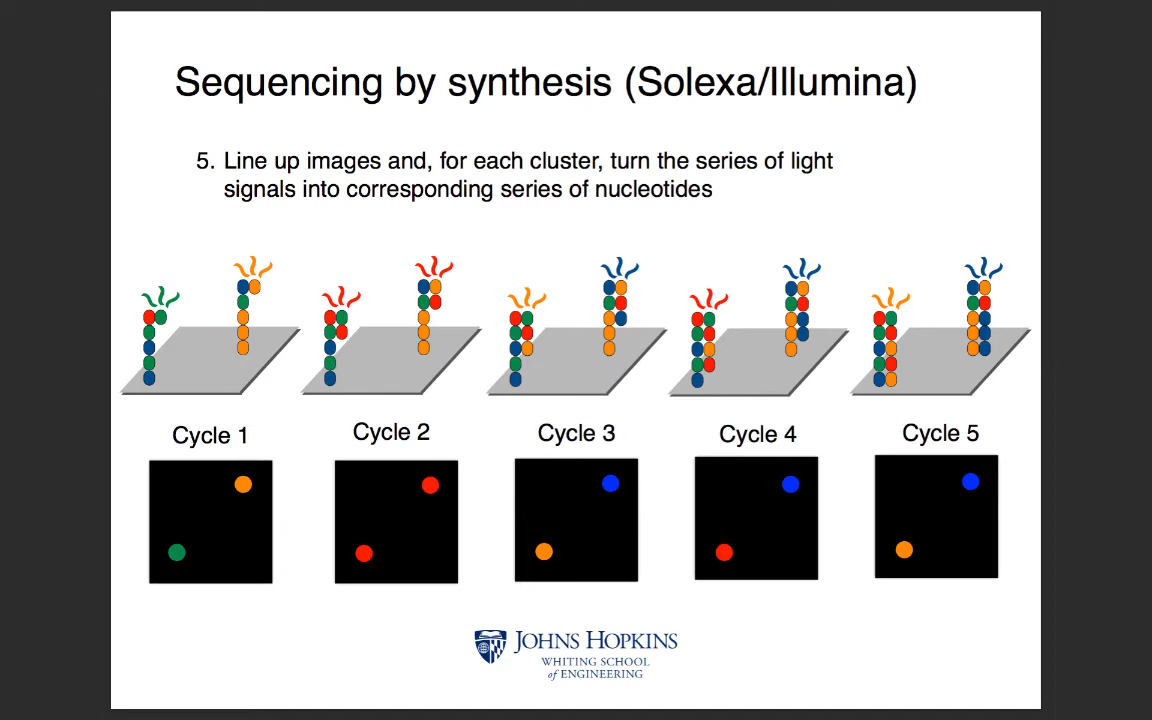 Sequencing by synthesis (Solexa/Illumina)
5. Line up images and, for each cluster, turn the series of light
signals into corresponding series of nucleotides
Cycle 1
Cycle 2
Cycle 3
Cycle 4
Cycle 5
JOHNS HOPKINS
WHITING SCHOOL
of ENGINEERING